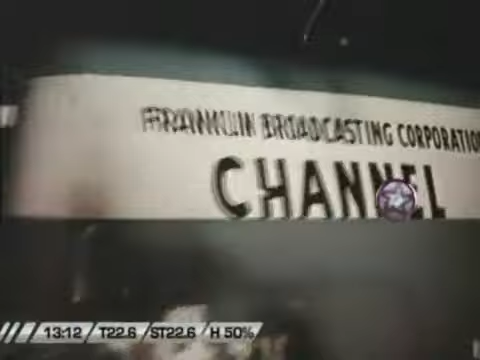 FRANKLIN BROADCASTING CORPORATION
CHANNEL
13:12 T22.6 ST22.6 H 50%